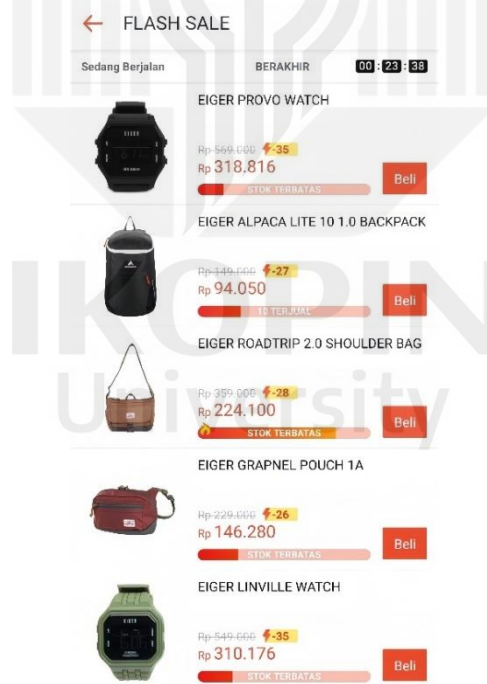 ← FLASH SALE
Sedang Berjalan BERAKHIR 00 : 23 : 38
EIGER PROVO WATCH
Rp 569.000 -35
Rp 318.816
STOK TERBATAS
Beli
EIGER ALPACA LITE 10 1.0 BACKPACK
Rp 149.000 -27
Rp 94.050
10 TERJUAL
Beli
EIGER ROADTRIP 2.0 SHOULDER BAG
Rp 359.000 -28
Rp 224.100
STOK TERBATAS
Beli
EIGER GRAPNEL POUCH 1A
Rp 229.000 -26
Rp 146.280
STOK TERBATAS
Beli
EIGER LINVILLE WATCH
Rp 549.000 -35
Rp 310.176
STOK TERBATAS
Beli
IKOPIN
University
EIGER
EIGER